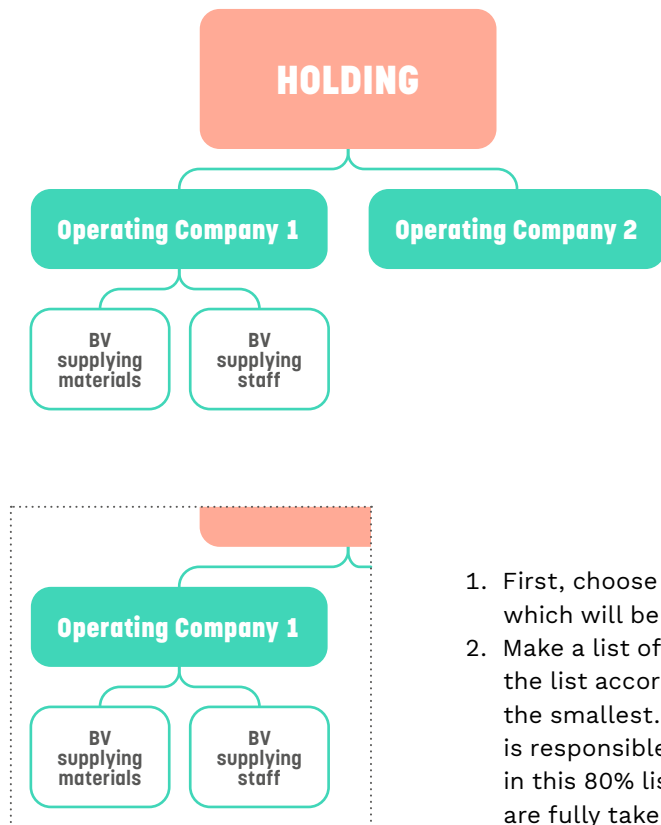 HOLDING
Operating Company 1
Operating Company 2
BV
supplying
materials
BV
supplying
staff
Operating Company 1
BV
supplying
materials
BV
supplying
staff
1. First, choose
which will be
2. Make a list of
the list accor
the smallest.
is responsible
in this 80% lis
are fully take